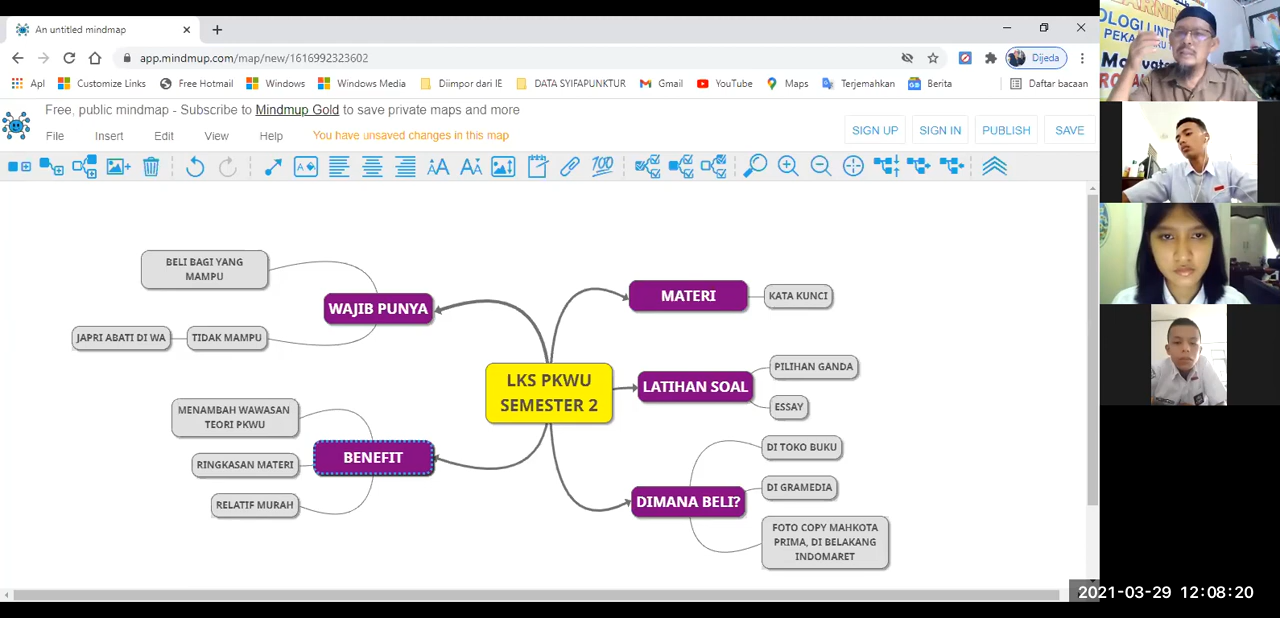 An untitled mindmap
app.mindmup.com/map/new/1616992323602
Dijeda
Apl
Customize Links
Free Hotmail
Windows
Windows Media
Diimpor dari IE
DATA SYIFAPUNKTUR
Gmail
YouTube
Maps
Terjemahkan
Berita
Daftar bacaan
Free, public mindmap - Subscribe to Mindmup Gold to save private maps and more
File
Insert
Edit
View
Help
You have unsaved changes in this map
SIGN UP
SIGN IN
PUBLISH
SAVE
100
BELI BAGI YANG
MAMPU
WAJIB PUNYA
JAPRI ABATI DI WA
TIDAK MAMPU
MENAMBAH WAWASAN
TEORI PKWU
RINGKASAN MATERI
BENEFIT
RELATIF MURAH
LKS PKWU
SEMESTER 2
MATERI
KATA KUNCI
LATIHAN SOAL
PILIHAN GANDA
ESSAY
DIMANA BELI?
DI TOKO BUKU
DI GRAMEDIA
FOTO COPY MAHKOTA
PRIMA, DI BELAKANG
INDOMARET
2021-03-29 12:08:20